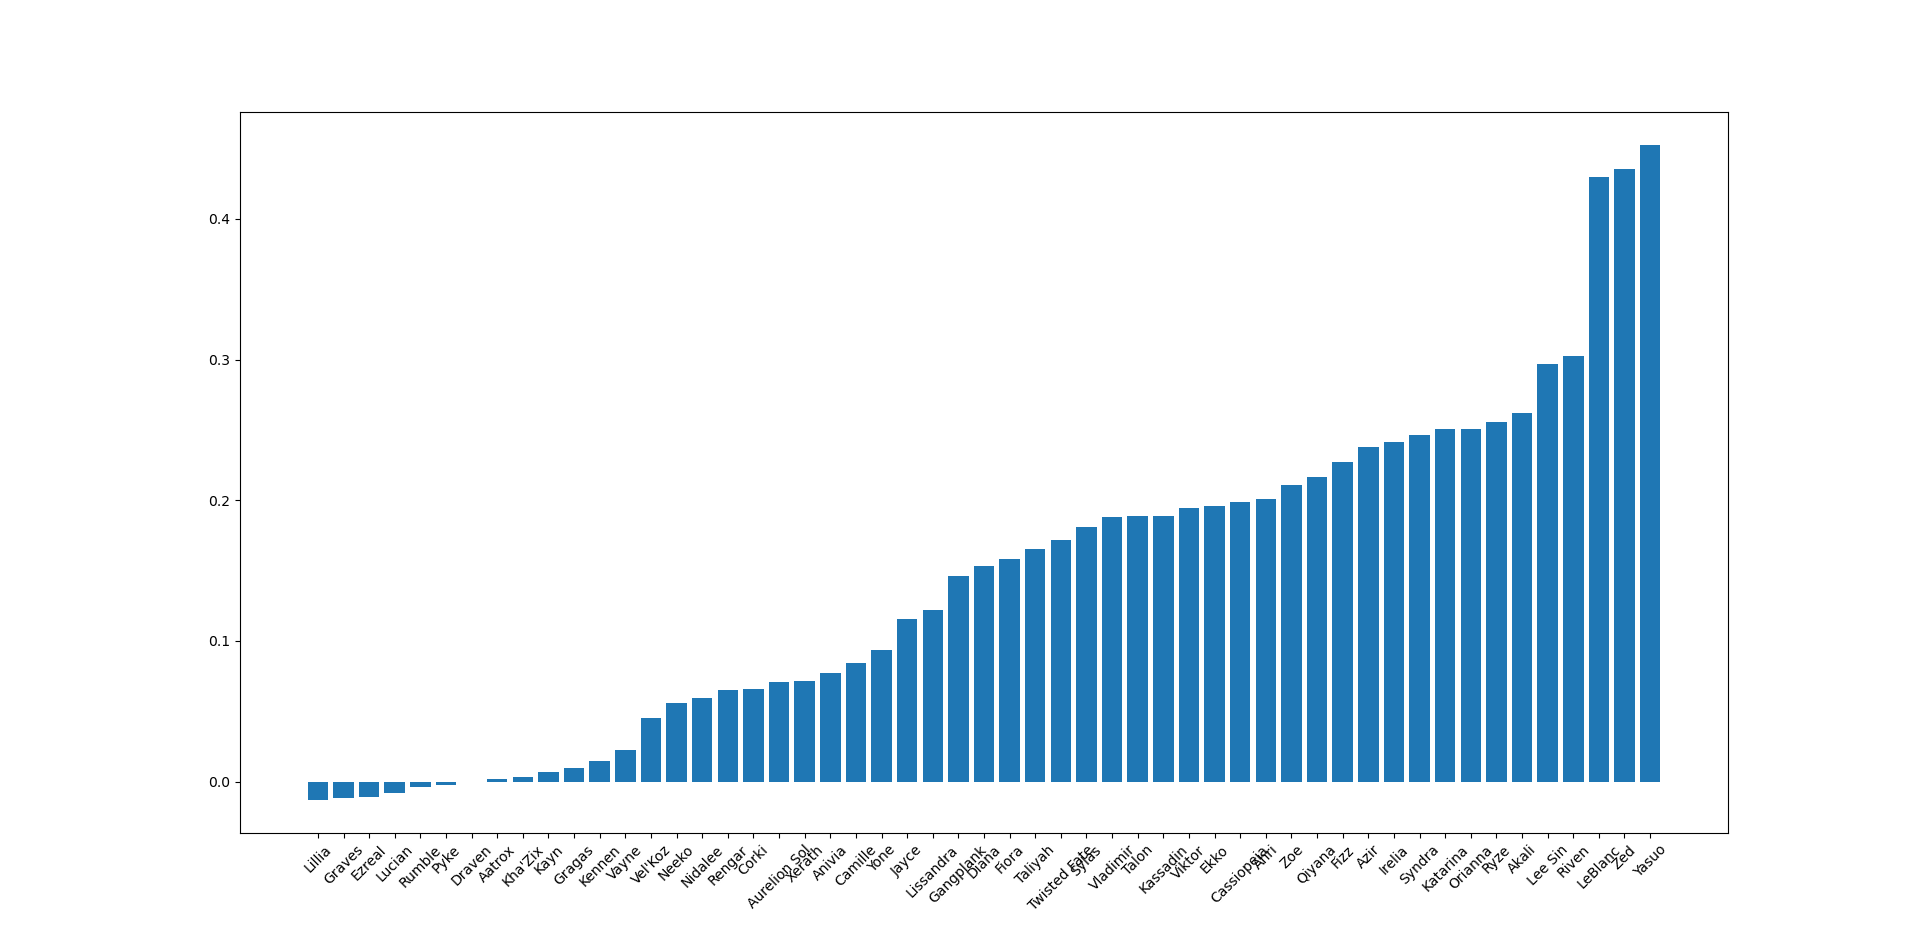 0.4
0.3
0.2
0.1
0.0
Lillia
Graves
Ezreal
Lucian
Rumble
Pyke
Draven
Aatrox
Kha'Zix
Kayn
Gragas
Kennen
Vayne
Vel'Koz
Neeko
Nidalee
Rengar
Corki
Aurelion Sol
Xerath
Anivia
Camille
Yone
Jayce
Lissandra
Gangplank
Diana
Fiora
Taliyah
Twisted Fate
Sylas
Vladimir
Talon
Kassadin
Viktor
Ekko
Cassiopeia
Ahri
Zoe
Qiyana
Fizz
Azir
Irelia
Syndra
Katarina
Orianna
Ryze
Akali
Lee Sin
Riven
LeBlanc
Zed
Yasuo